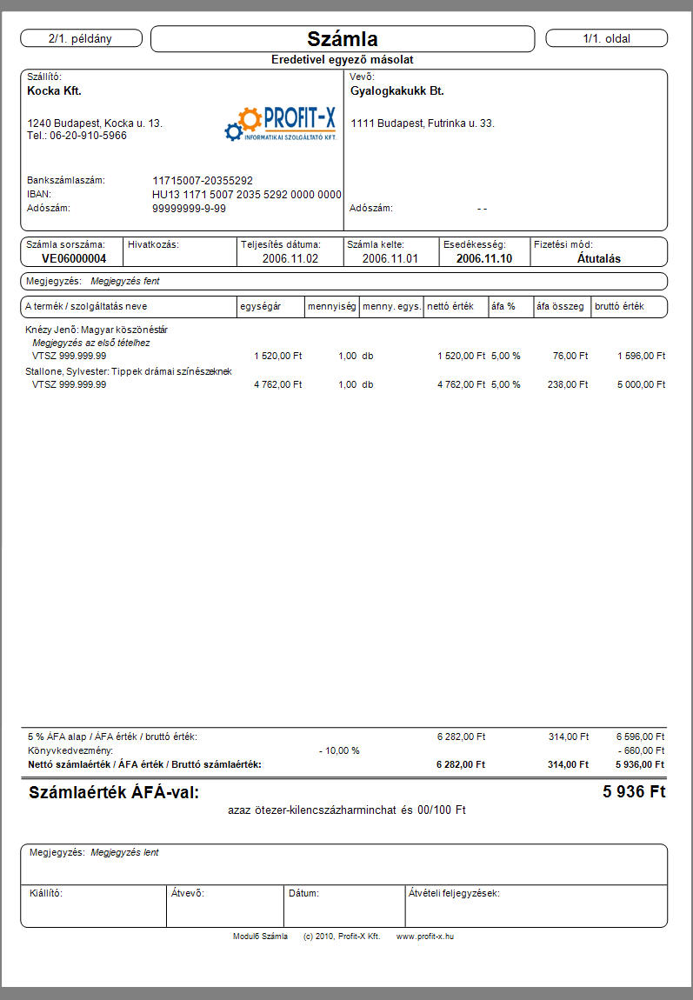 2/1. példány
Számla
1/1. oldal
Eredetivel egyező másolat
Szállító:
Kocka Kft.
1240 Budapest, Kocka u. 13.
Tel.: 06-20-910-5966
PROFIT-X
INFORMATIKAI SZOLGÁLTATÓ KFT.
Bankszámlaszám: 11715007-20355292
IBAN: HU13 1171 5007 2035 5292 0000 0000
Adószám: 99999999-9-99
Vevő:
Gyalogkakukk Bt.
1111 Budapest, Futrinka u. 33.
Adószám: - -
Számla sorszáma: Hivatkozás: Teljesítés dátuma: Számla kelte: Esedékesség: Fizetési mód:
VE06000004 2006.11.02 2006.11.01 2006.11.10 Átutalás
Megjegyzés: Megjegyzés fent
A termék / szolgáltatás neve egységár mennyiség menny. egys. nettó érték áfa % áfa összeg bruttó érték
Knézy Jenő: Magyar köszönéstár
Megjegyzés az első tételhez
VTSZ 999.999.99 1 520,00 Ft 1,00 db 1 520,00 Ft 5,00 % 76,00 Ft 1 596,00 Ft
Stallone, Sylvester: Tippek drámai színészeknek
VTSZ 999.999.99 4 762,00 Ft 1,00 db 4 762,00 Ft 5,00 % 238,00 Ft 5 000,00 Ft
5 % ÁFA alap / ÁFA érték / bruttó érték: 6 282,00 Ft 314,00 Ft 6 596,00 Ft
Könyvkedvezmény: - 10,00 % - 660,00 Ft
Nettó számlaérték / ÁFA érték / Bruttó számlaérték: 6 282,00 Ft 314,00 Ft 5 936,00 Ft
Számlaérték ÁFÁ-val: 5 936 Ft
azaz ötezer-kilencszázharminchat és 00/100 Ft
Megjegyzés: Megjegyzés lent
Kiállító: Átvevő: Dátum: Átvételi feljegyzések:
Modul6 Számla (c) 2010, Profit-X Kft. www.profit-x.hu